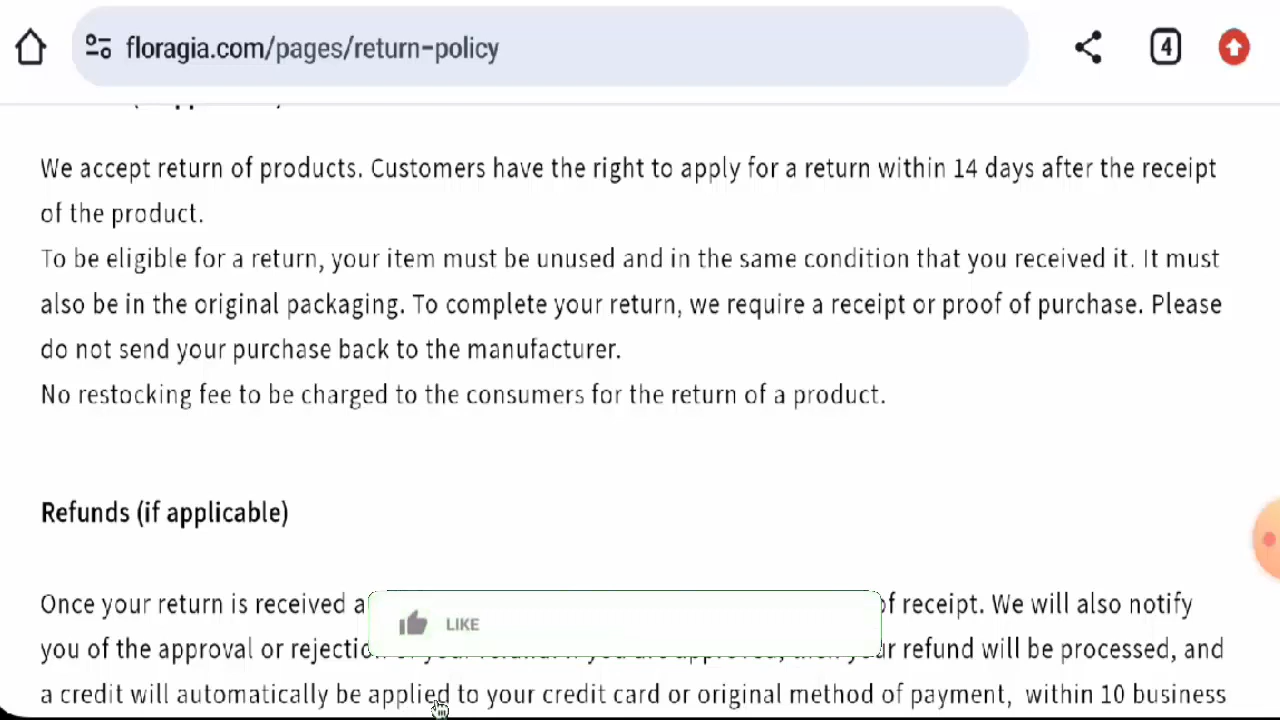 floragia.com/pages/return-policy
4
We accept return of products. Customers have the right to apply for a return within 14 days after the receipt
of the product.
To be eligible for a return, your item must be unused and in the same condition that you received it. It must
also be in the original packaging. To complete your return, we require a receipt or proof of purchase. Please
do not send your purchase back to the manufacturer.
No restocking fee to be charged to the consumers for the return of a product.
Refunds (if applicable)
Once your return is received of receipt. We will also notify
LIKE
you of the approval or refund will be processed, and
a credit will automatically be applied to your credit card or original method of payment, within 10 business